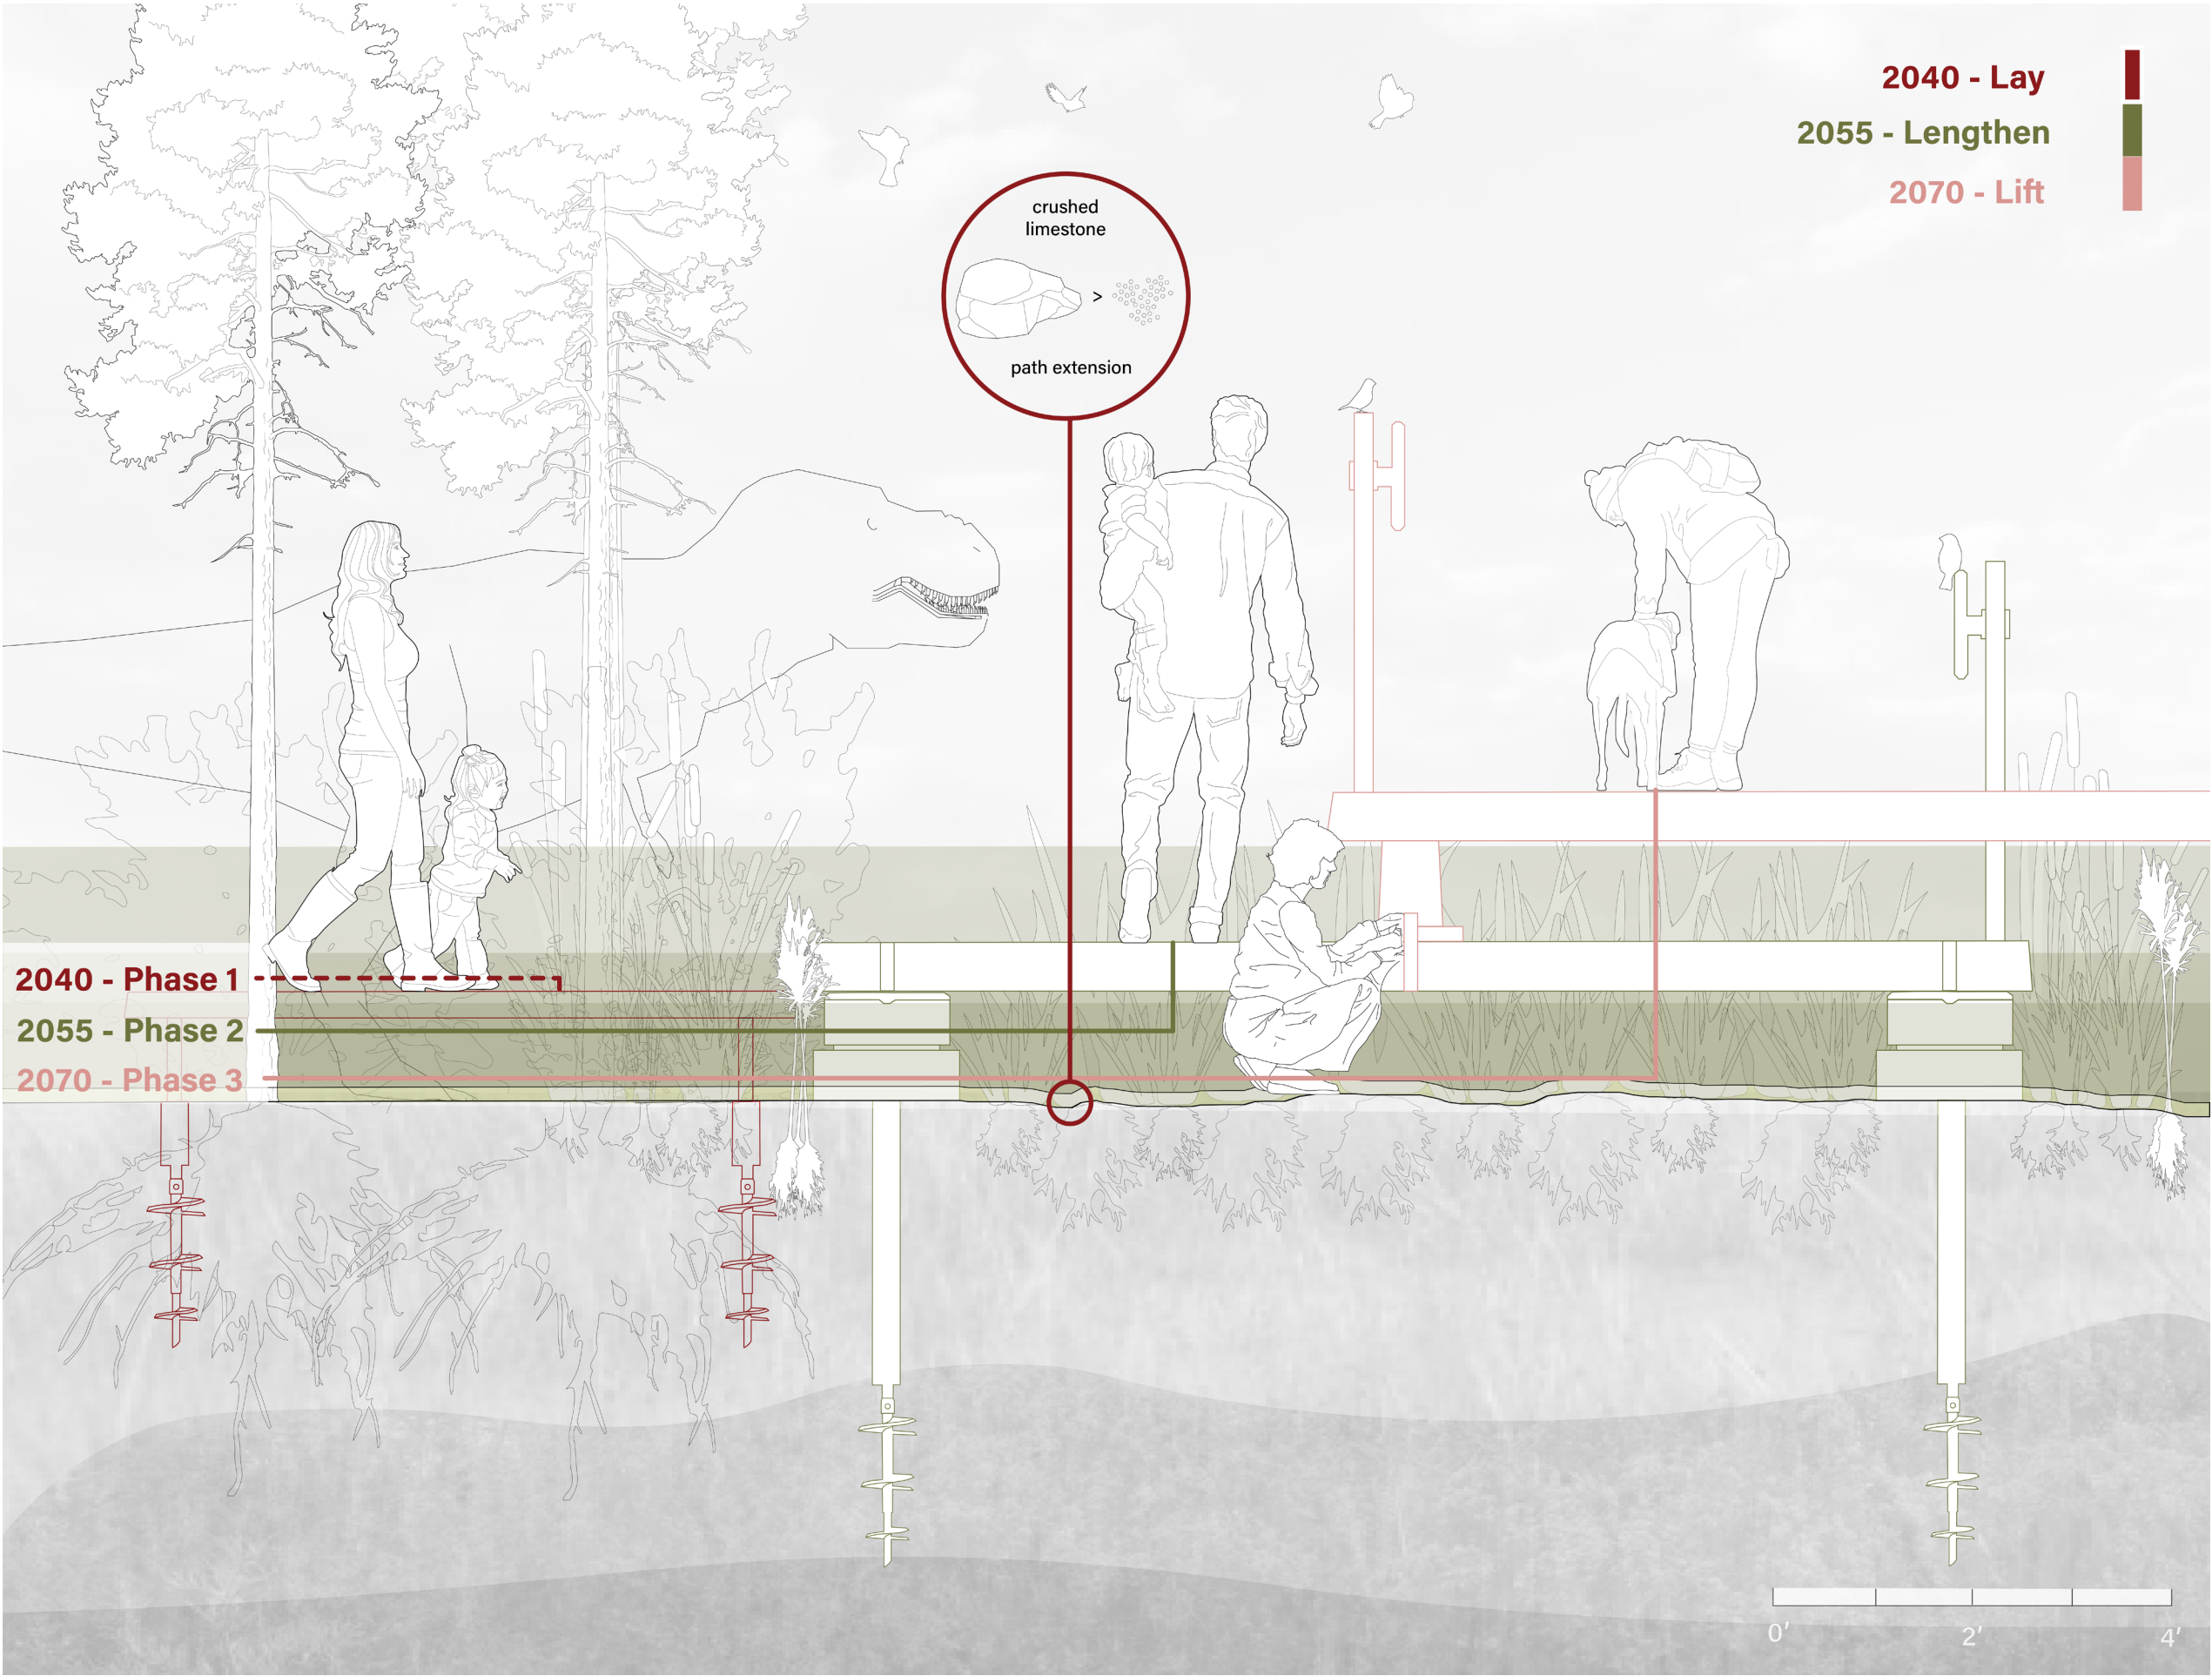 2040 - Lay
2055 - Lengthen
2070 - Lift
crushed
limestone
>
path extension
2040 - Phase 1
2055 - Phase 2
2070 - Phase 3
0' 2' 4'